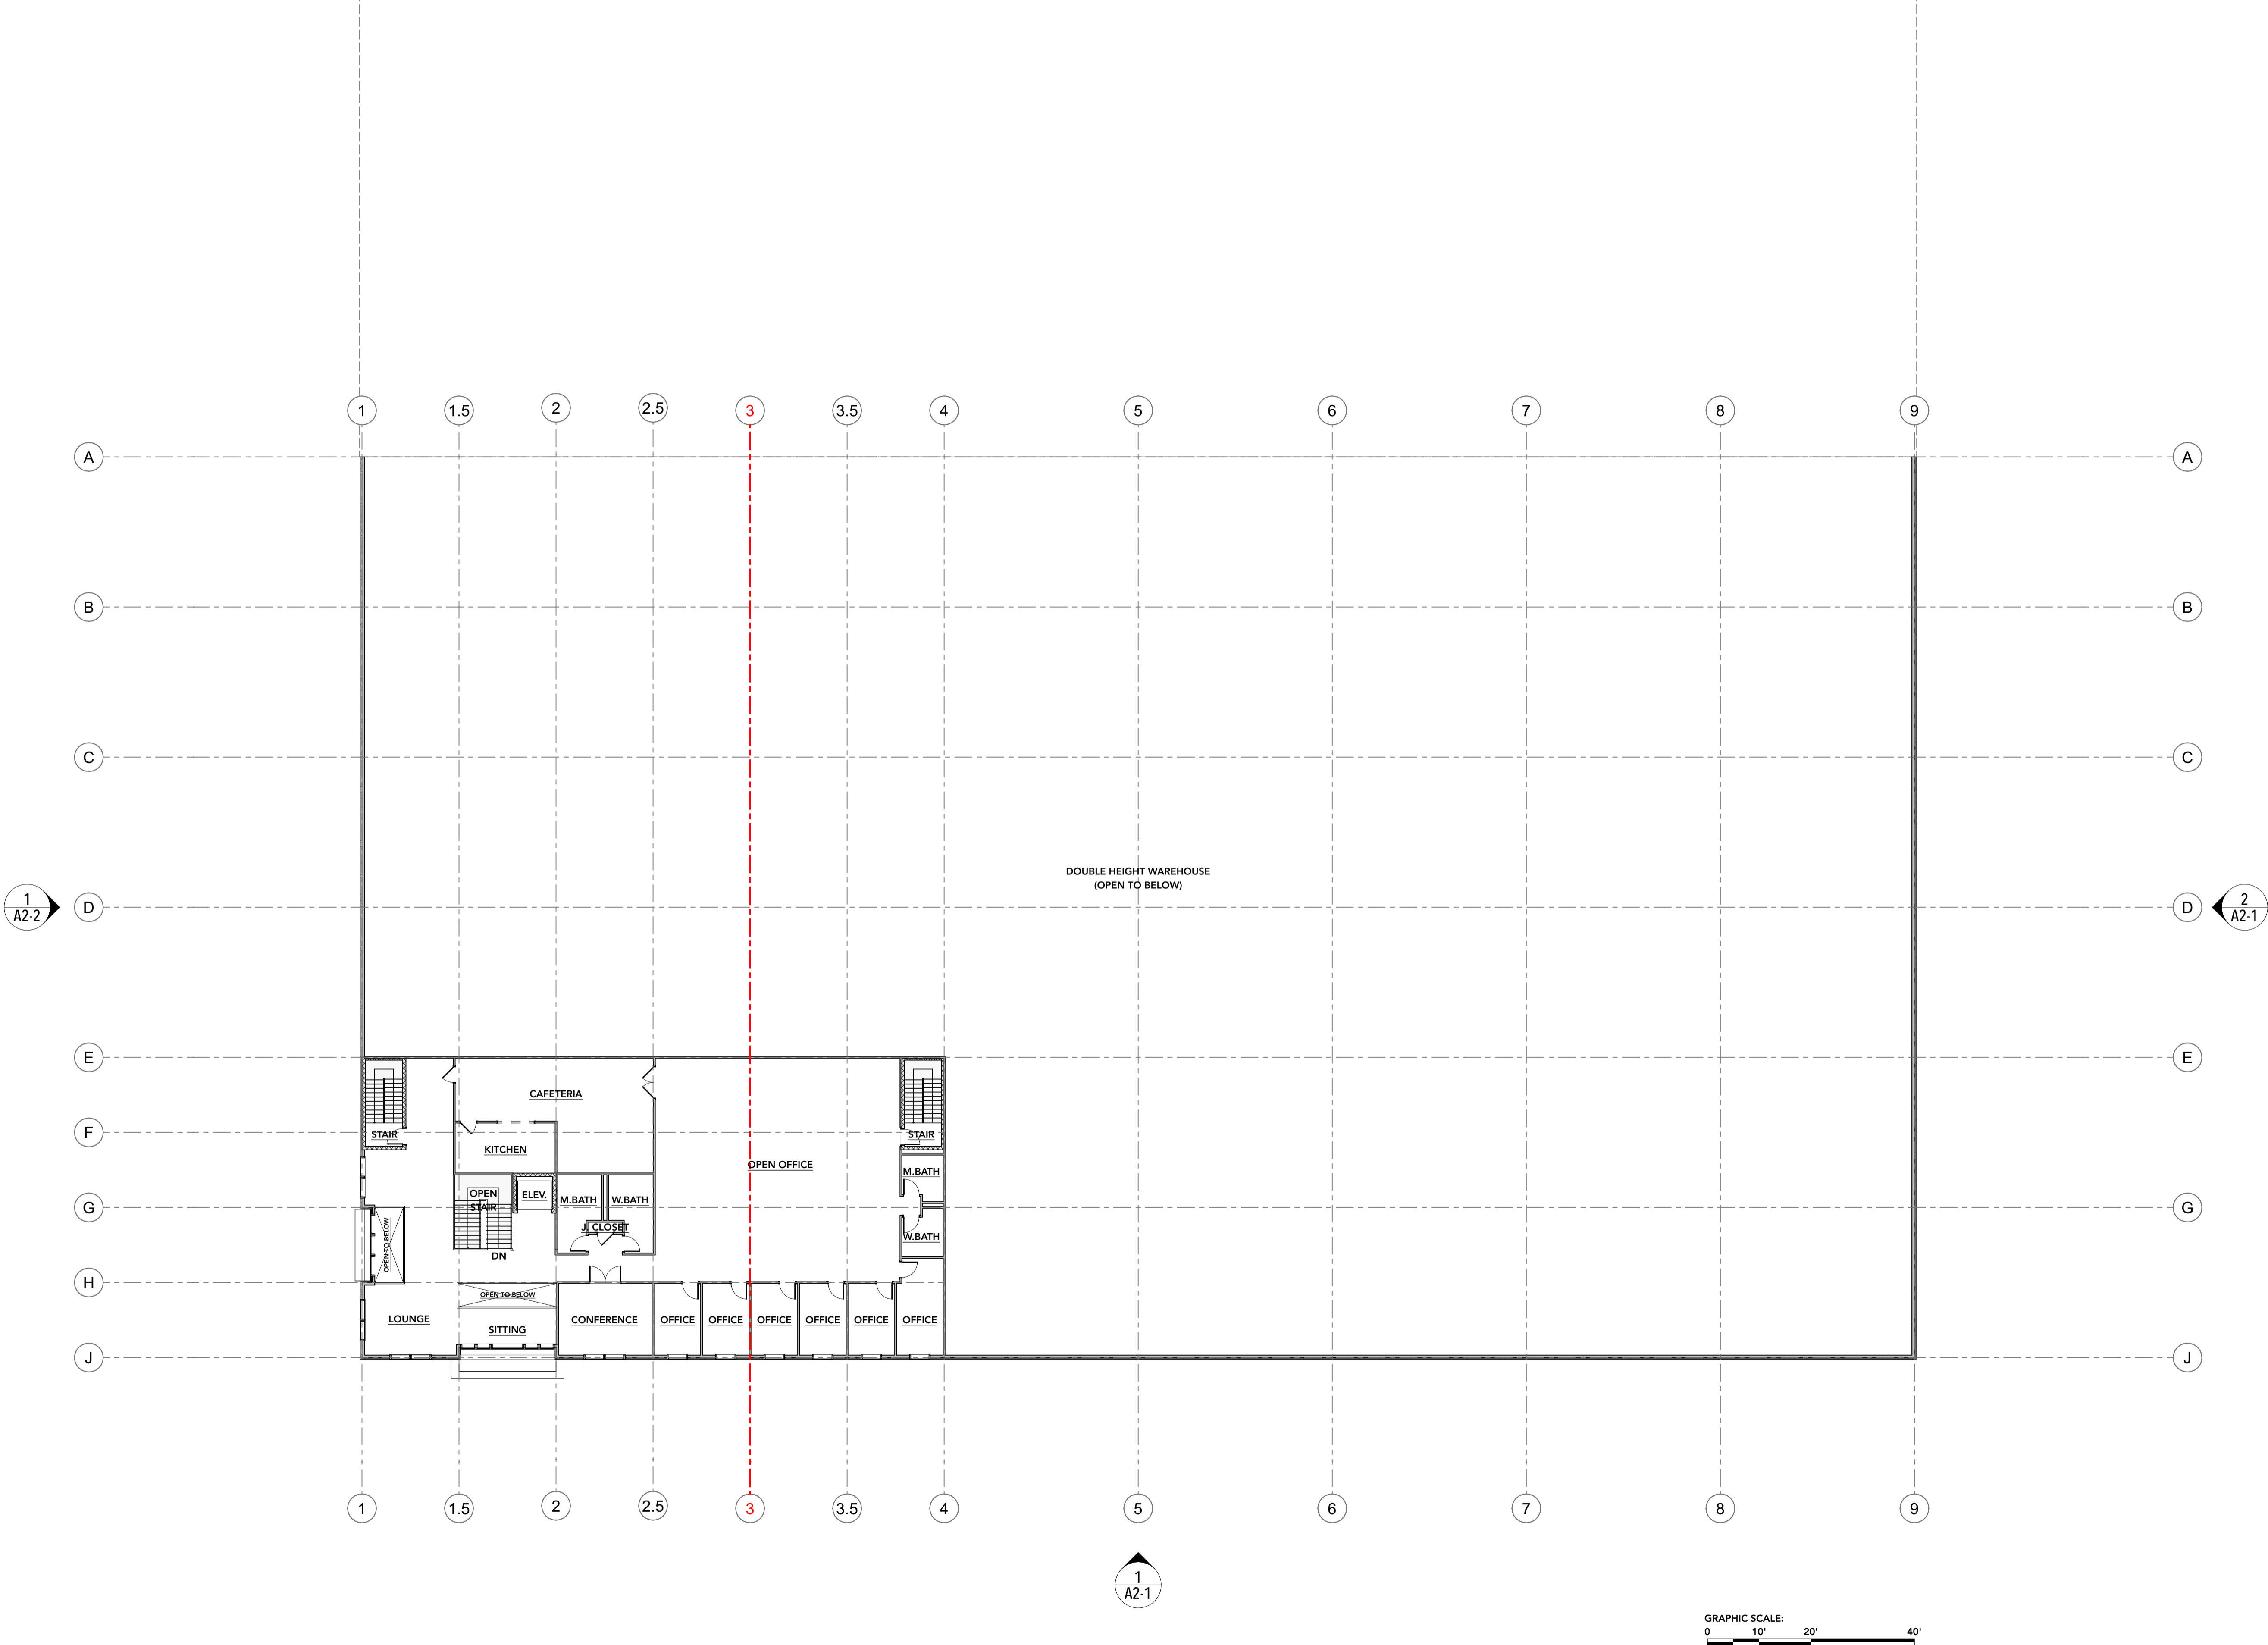 1 1.5 2 2.5 3 3.5 4 5 6 7 8 9
A A
B B
C C
DOUBLE HEIGHT WAREHOUSE
(OPEN TO BELOW)
1
A2-2
D D
2
A2-1
E E
CAFETERIA
F
STAIR
STAIR
KITCHEN
OPEN OFFICE
M.BATH
OPEN
STAIR
ELEV.
M.BATH
W.BATH
G G
J. CLOSET
W.BATH
OPEN TO BELOW
DN
H
OPEN TO BELOW
LOUNGE
SITTING
CONFERENCE
OFFICE
OFFICE
OFFICE
OFFICE
OFFICE
OFFICE
J J
1 1.5 2 2.5 3 3.5 4 5 6 7 8 9
1
A2-1
GRAPHIC SCALE:
0 10' 20' 40'